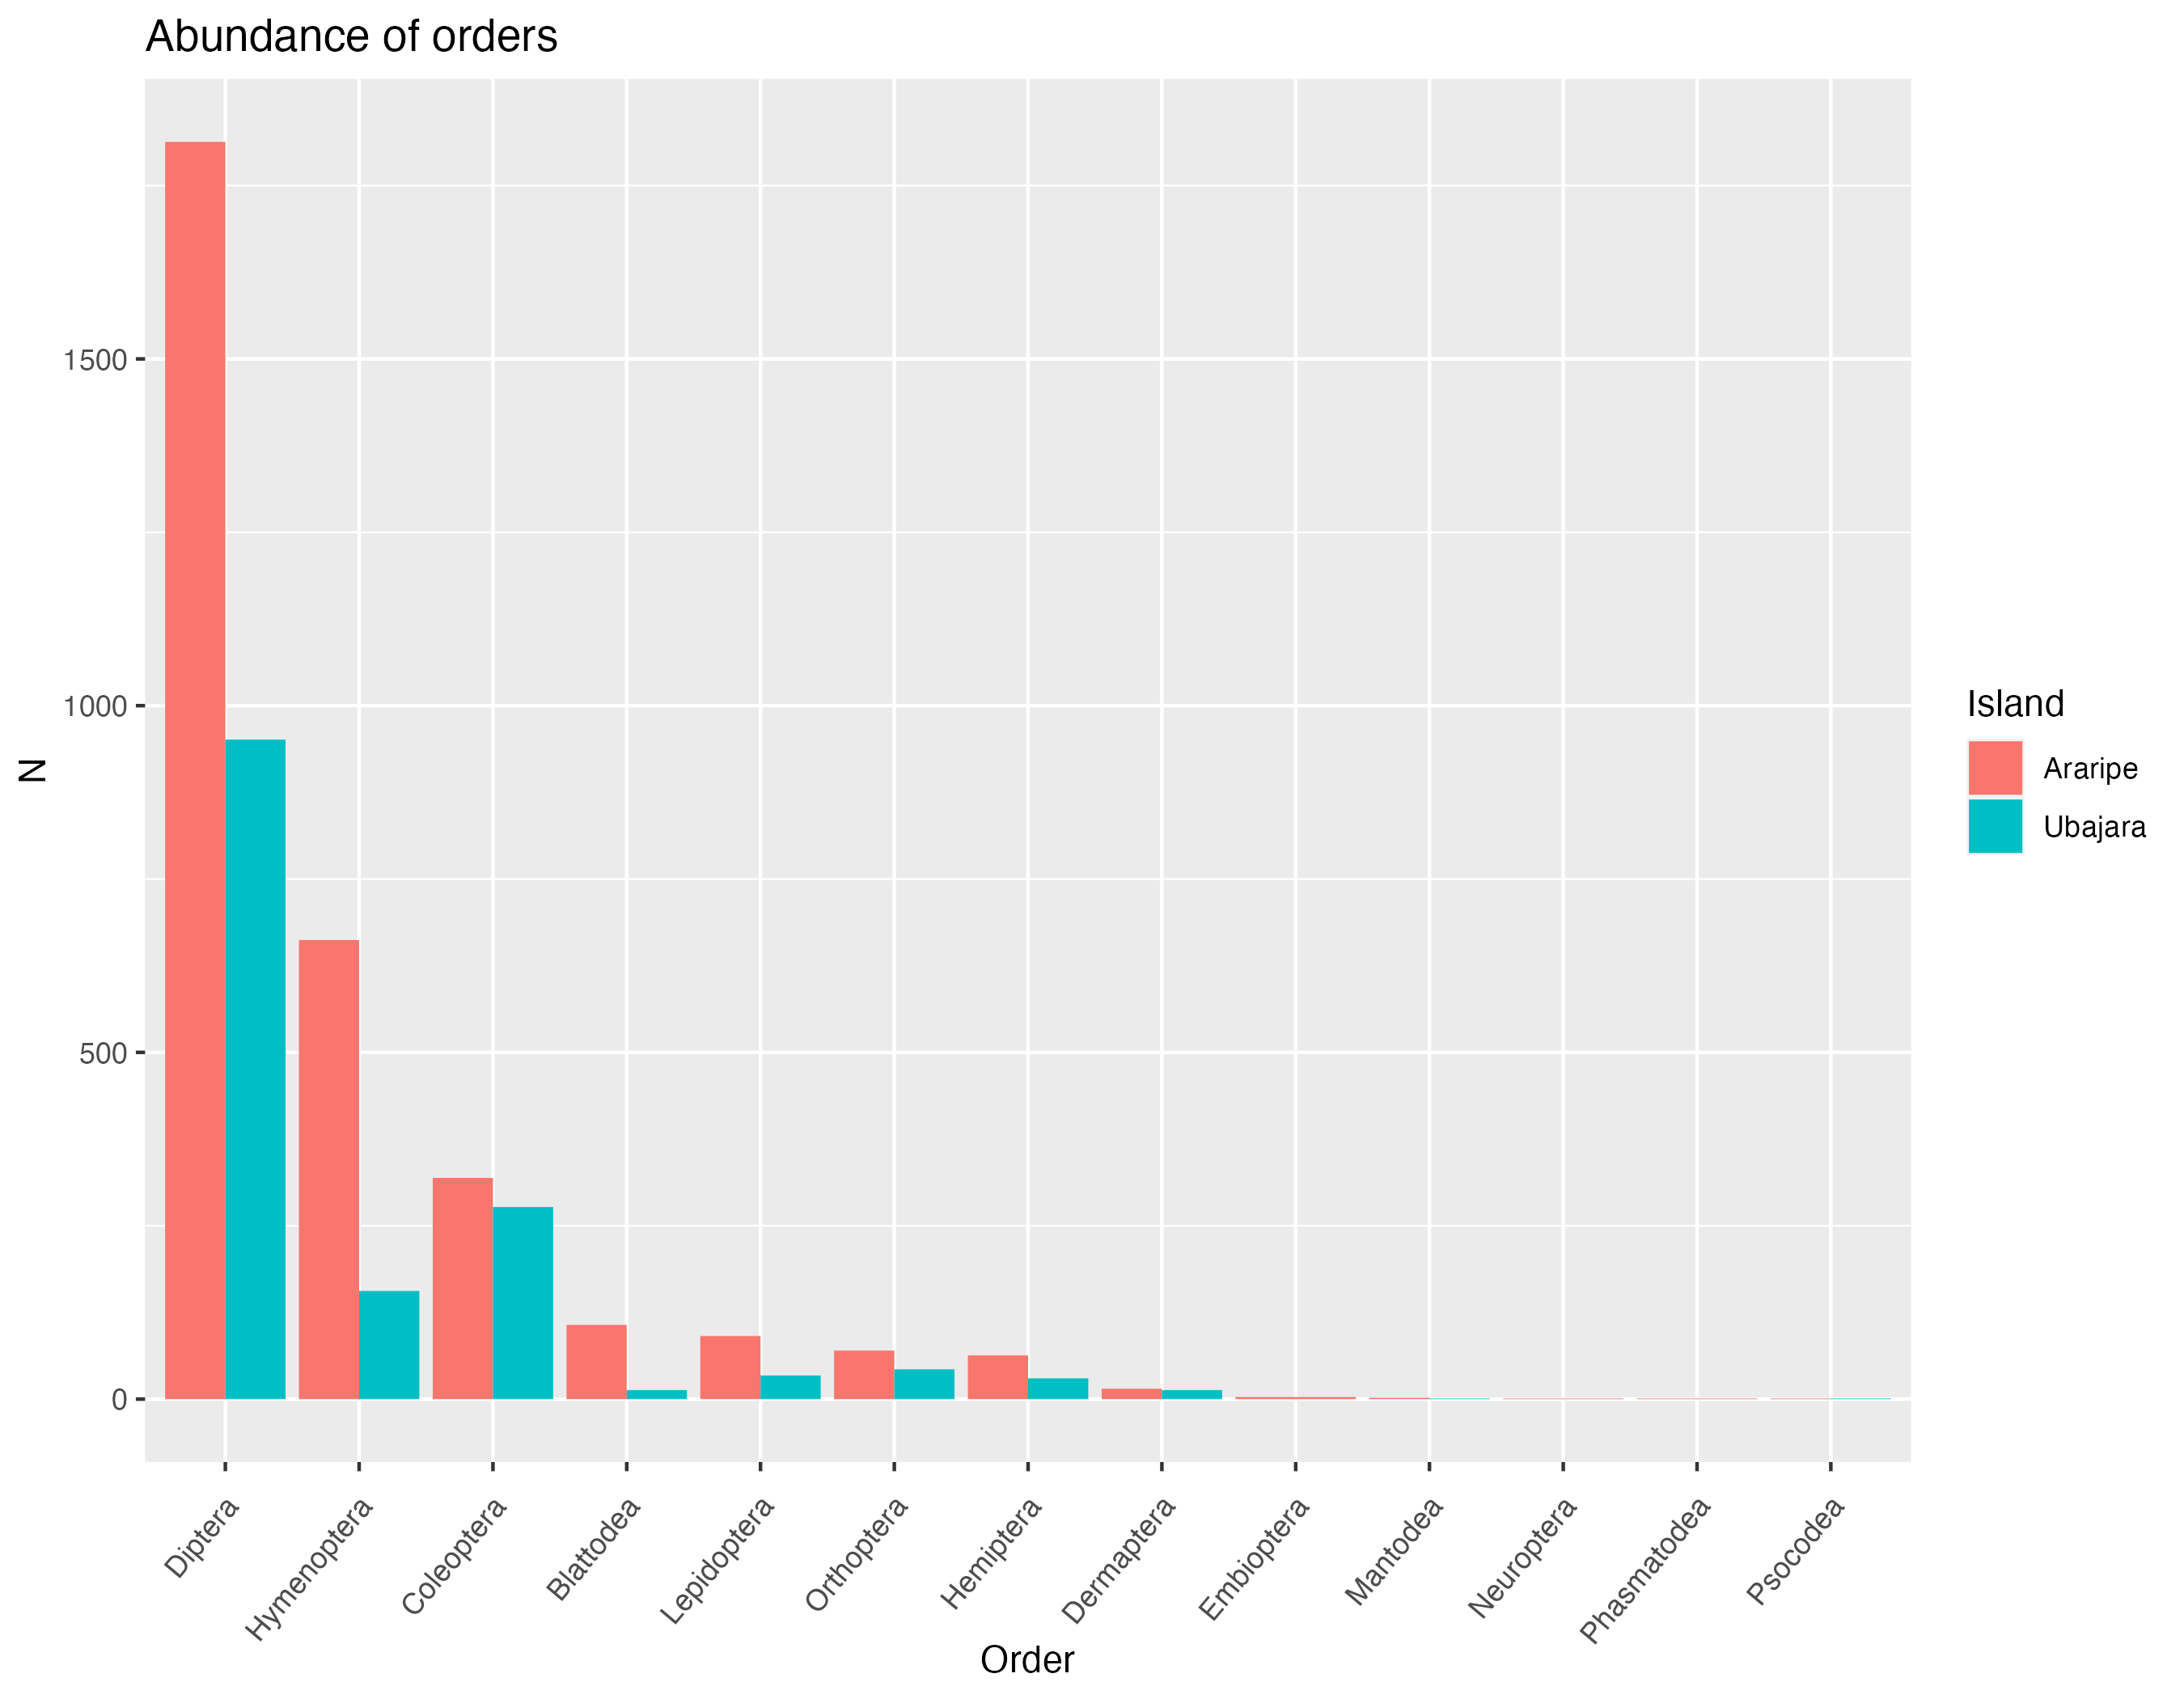 Abundance of orders
N
1500
1000
500
0
Diptera
Hymenoptera
Coleoptera
Blattodea
Lepidoptera
Orthoptera
Hemiptera
Dermaptera
Embioptera
Mantodea
Neuroptera
Phasmatodea
Psocodea
Order
Island
Araripe
Ubajara